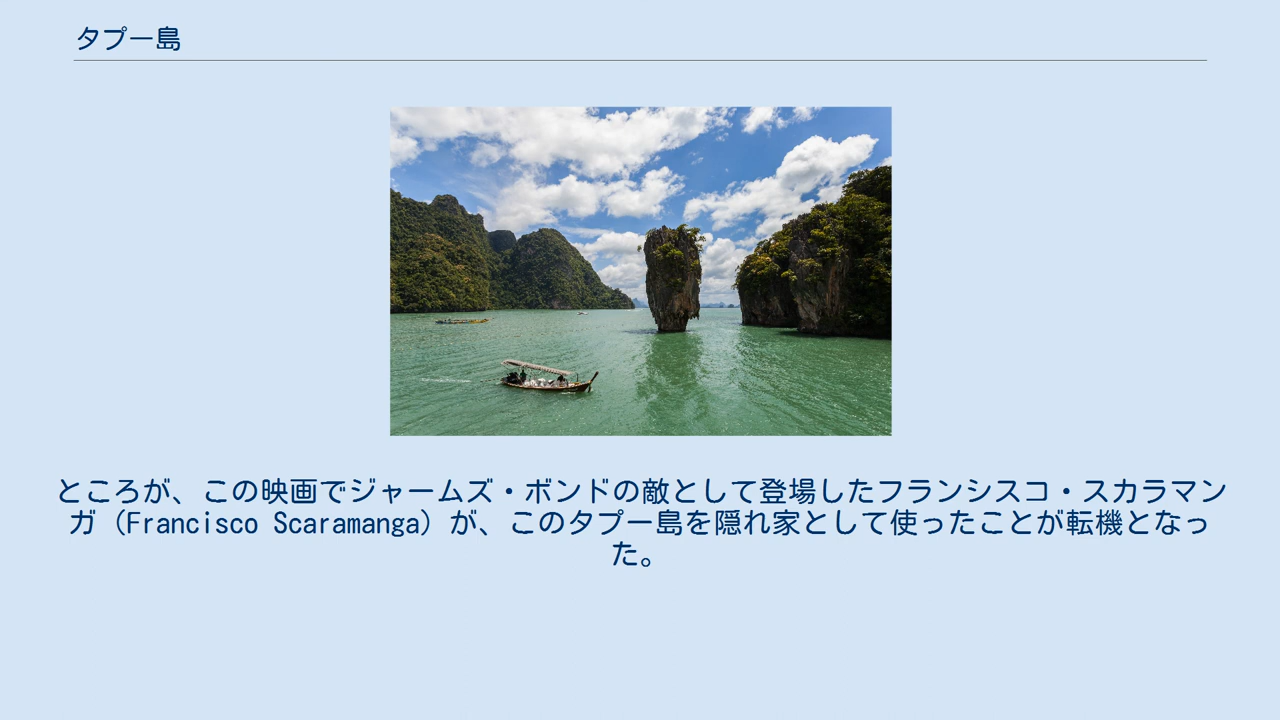 タプー島
ところが、この映画でジャームズ・ボンドの敵として登場したフランシスコ・スカラマン
ガ（Francisco Scaramanga）が、このタプー島を隠れ家として使ったことが転機となっ
た。